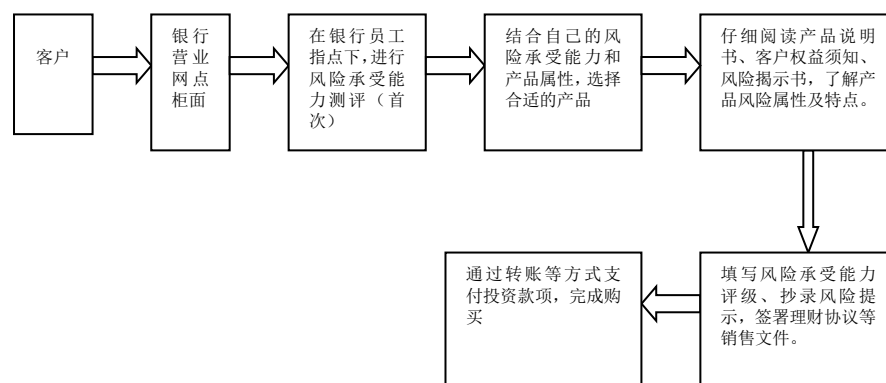 客户
银行
营业
网点
柜面
在银行员工
指点下，进行
风险承受能
力测评（首
次）
结合自己的风
险承受能力和
产品属性，选择
合适的产品
仔细阅读产品说明
书、客户权益须知、
风险揭示书，了解产
品风险属性及特点。
填写风险承受能力
评级、抄录风险提
示，签署理财协议等
销售文件。
通过转账等方式支
付投资款项，完成购
买